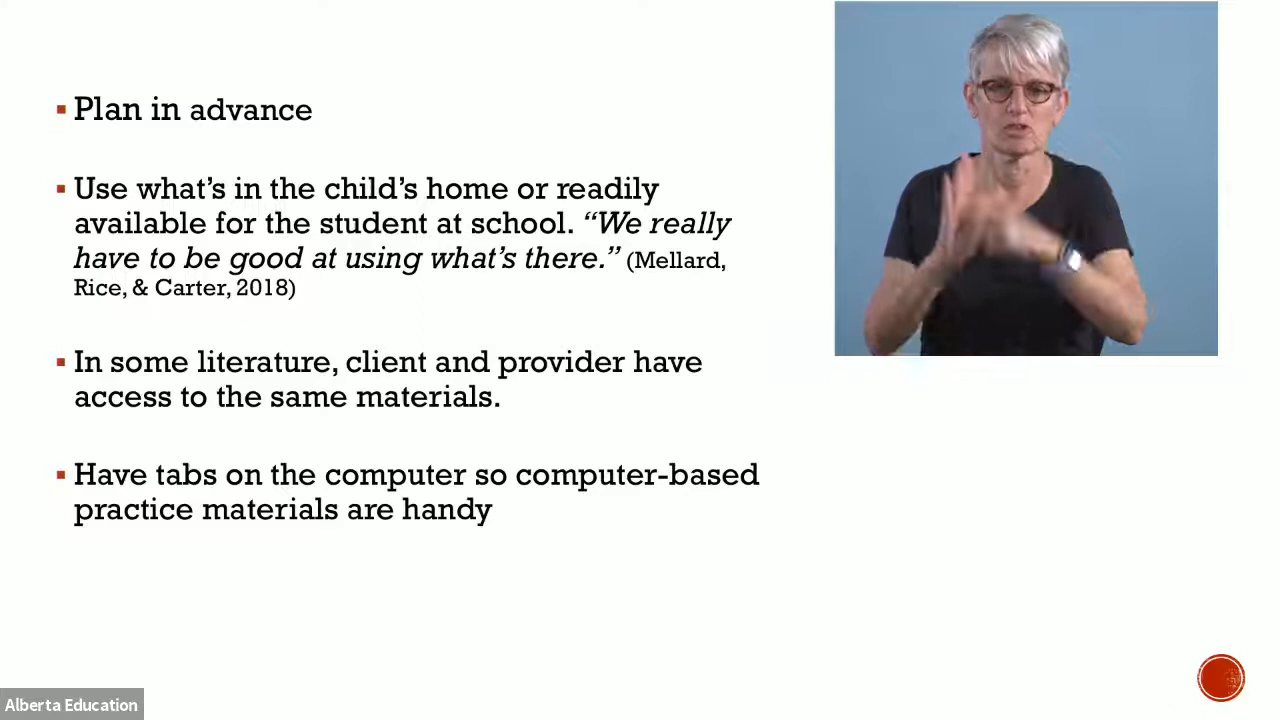 ▪ Plan in advance
▪ Use what’s in the child’s home or readily
available for the student at school. “We really
have to be good at using what’s there.” (Mellard,
Rice, & Carter, 2018)
▪ In some literature, client and provider have
access to the same materials.
▪ Have tabs on the computer so computer-based
practice materials are handy
Alberta Education